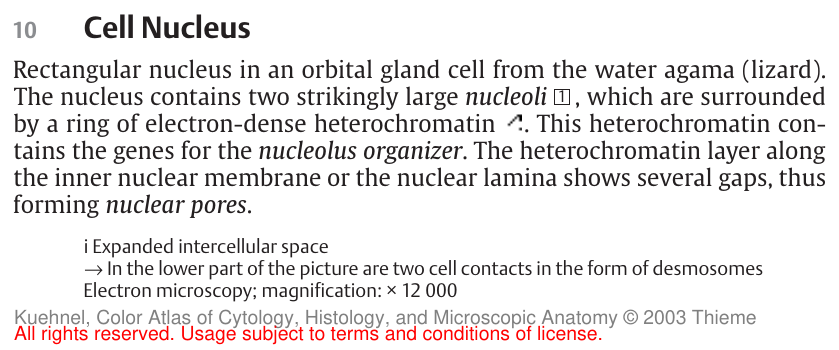 10 Cell Nucleus
Rectangular nucleus in an orbital gland cell from the water agama (lizard).
The nucleus contains two strikingly large nucleoli 1, which are surrounded
by a ring of electron-dense heterochromatin . This heterochromatin con-
tains the genes for the nucleolus organizer. The heterochromatin layer along
the inner nuclear membrane or the nuclear lamina shows several gaps, thus
forming nuclear pores.
i Expanded intercellular space
→ In the lower part of the picture are two cell contacts in the form of desmosomes
Electron microscopy; magnification: × 12 000
Kuehnel, Color Atlas of Cytology, Histology, and Microscopic Anatomy © 2003 Thieme
All rights reserved. Usage subject to terms and conditions of license.